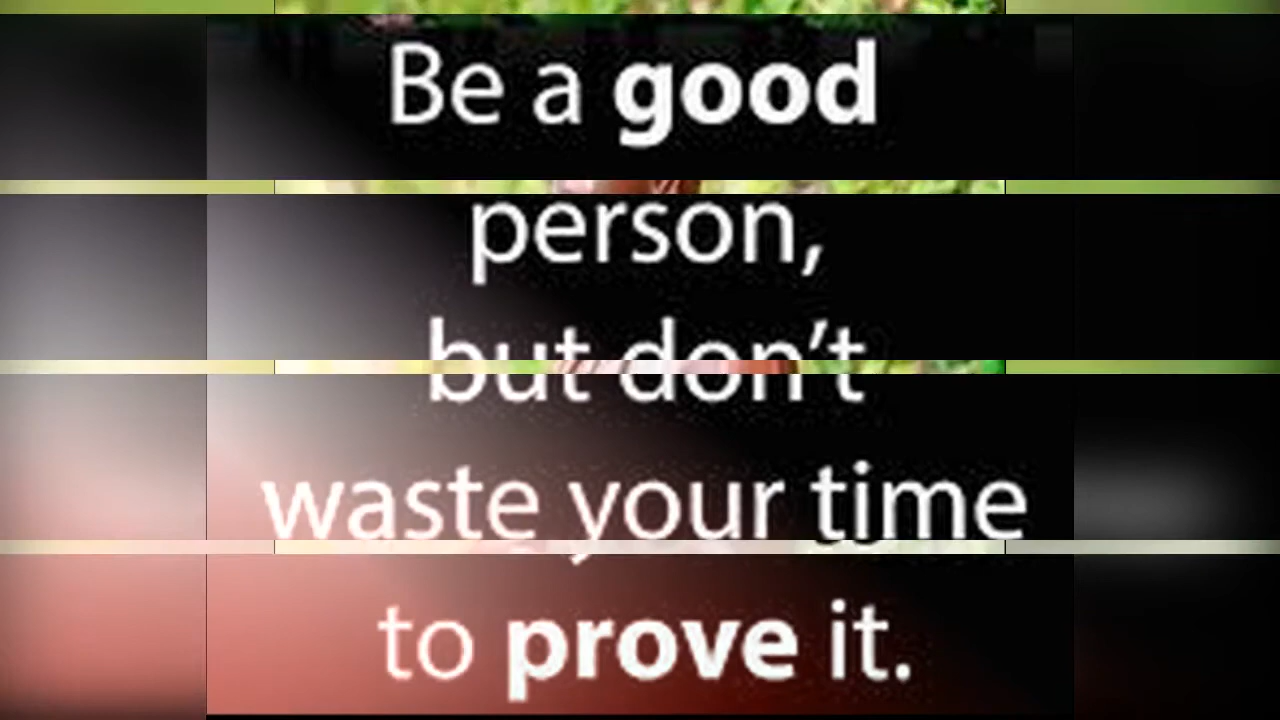 Be a good
person,
but don’t
waste your time
to prove it.